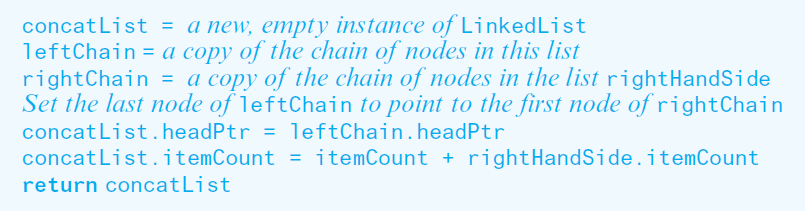 concatList = a new, empty instance of LinkedList
leftChain = a copy of the chain of nodes in this list
rightChain = a copy of the chain of nodes in the list rightHandSide
Set the last node of leftChain to point to the first node of rightChain
concatList.headPtr = leftChain.headPtr
concatList.itemCount = itemCount + rightHandSide.itemCount
return concatList